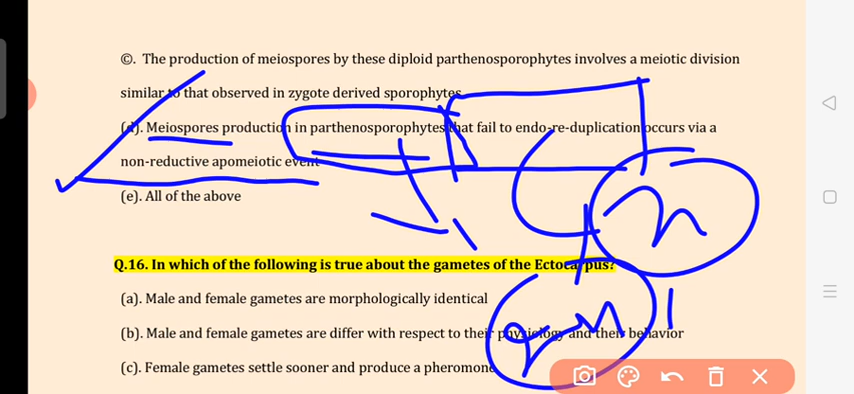 ©. The production of meiospores by these diploid parthenosporophytes involves a meiotic division
similar to that observed in zygote derived sporophytes
(d). Meiospores production in parthenosporophytes that fail to endo-re-duplication occurs via a
non-reductive apomeiotic event
(e). All of the above
Q.16. In which of the following is true about the gametes of the Ectocarpus?
(a). Male and female gametes are morphologically identical
(b). Male and female gametes are differ with respect to their physiology and their behavior
(c). Female gametes settle sooner and produce a pheromone